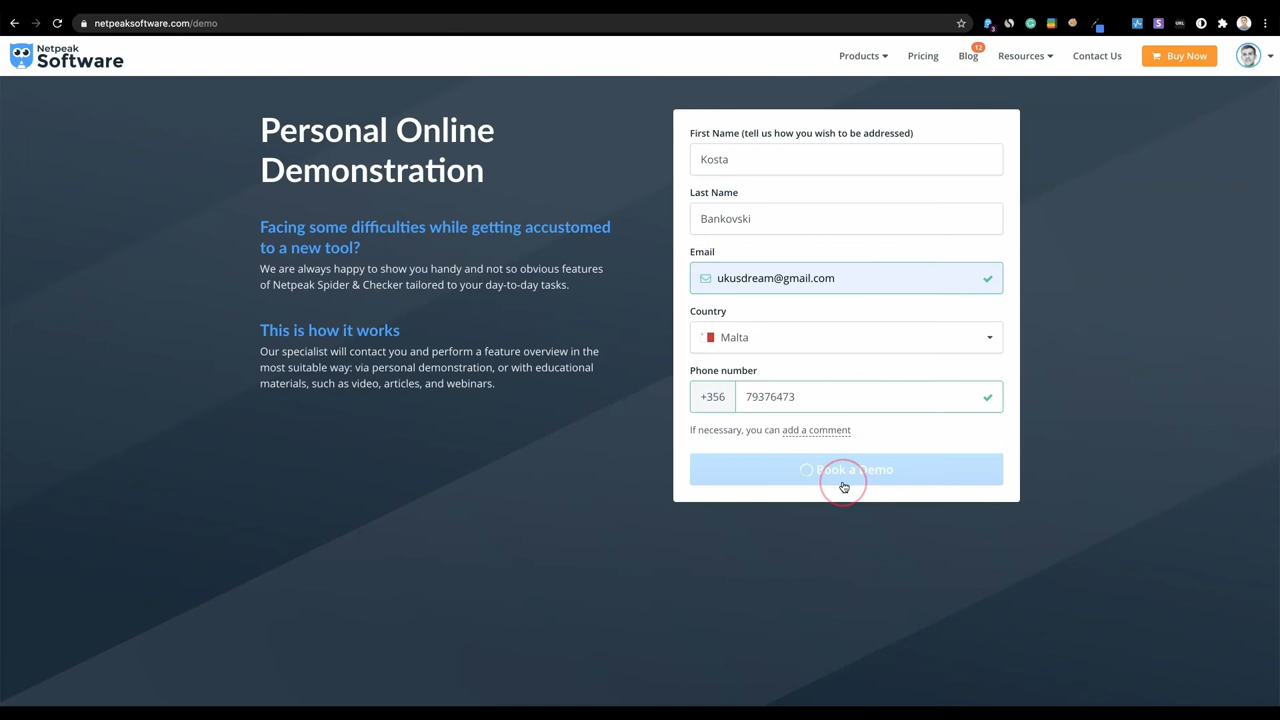 netpeaksoftware.com/demo
3
URL
Netpeak
Software
Products
Pricing
Blog
12
Resources
Contact Us
Buy Now
Personal Online
Demonstration
Facing some difficulties while getting accustomed
to a new tool?
We are always happy to show you handy and not so obvious features
of Netpeak Spider & Checker tailored to your day-to-day tasks.
This is how it works
Our specialist will contact you and perform a feature overview in the
most suitable way: via personal demonstration, or with educational
materials, such as video, articles, and webinars.
First Name (tell us how you wish to be addressed)
Kosta
Last Name
Bankovski
Email
ukusdream@gmail.com
Country
Malta
Phone number
+356 79376473
If necessary, you can add a comment
Book a Demo